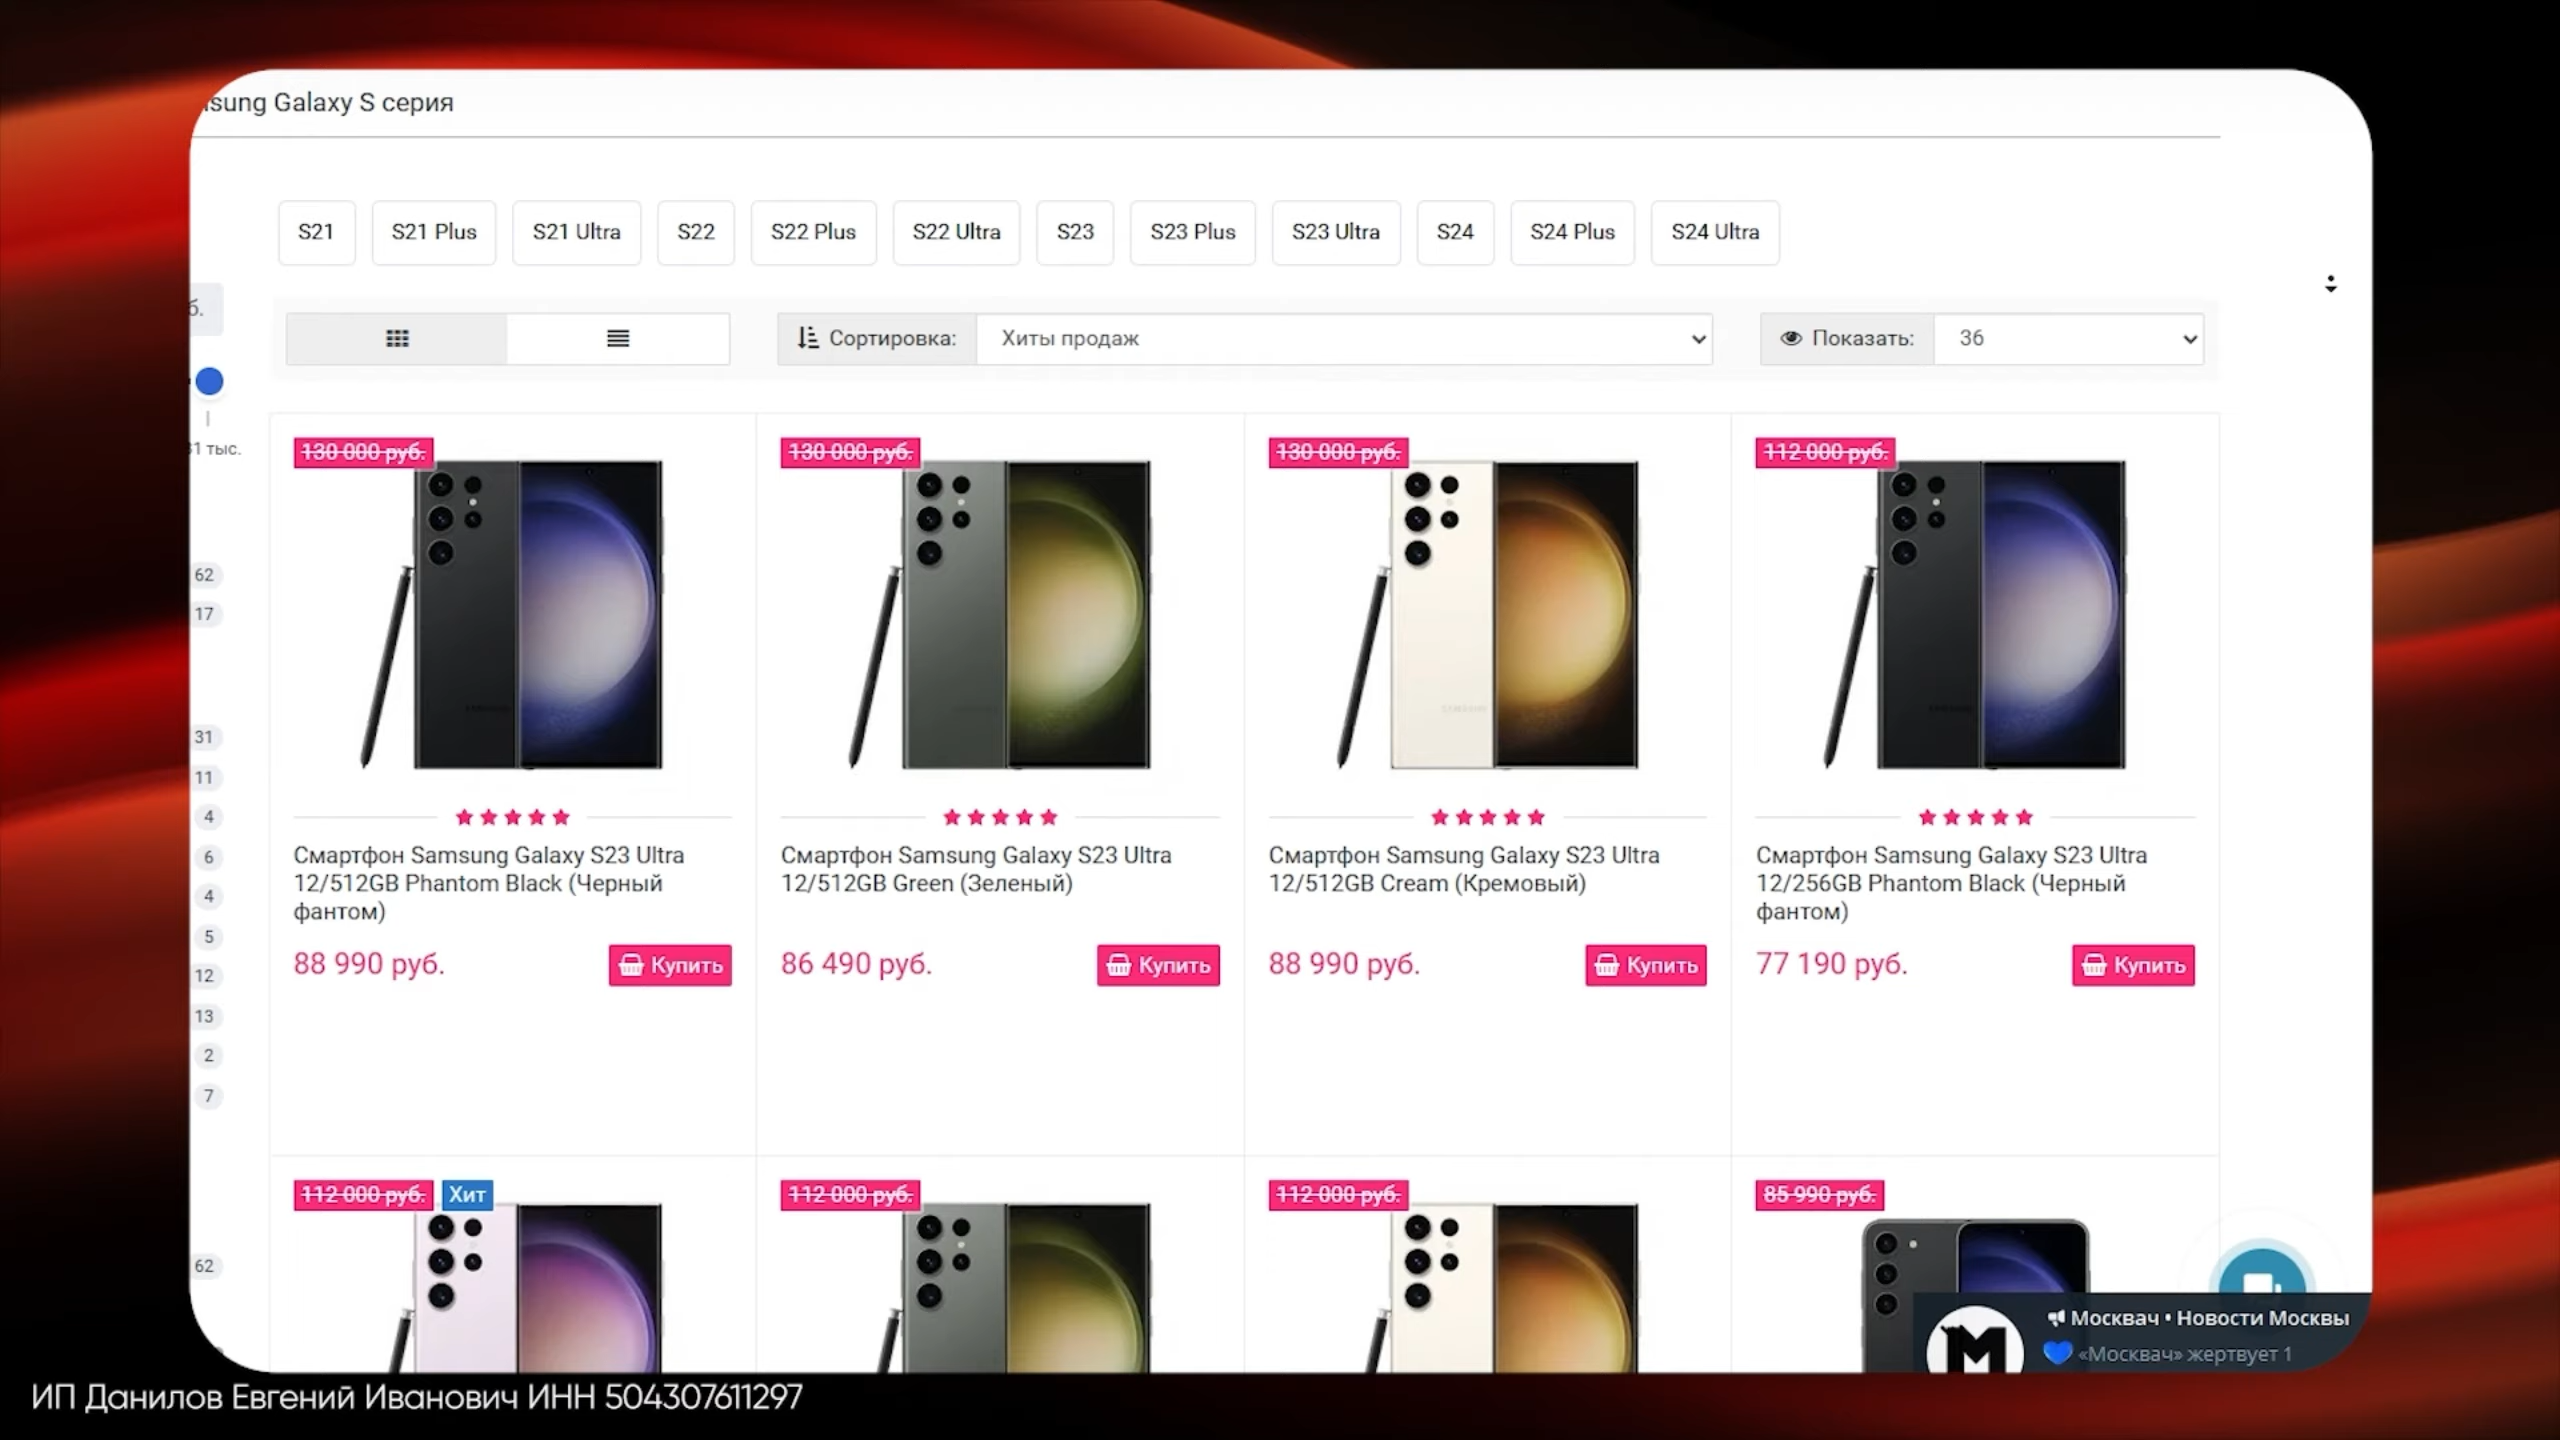 sung Galaxy S серия
S21
S21 Plus
S21 Ultra
S22
S22 Plus
S22 Ultra
S23
S23 Plus
S23 Ultra
S24
S24 Plus
S24 Ultra
б.
Сортировка:
Хиты продаж
Показать:
36
1 тыс.
62
17
31
11
4
6
4
5
12
13
2
7
62
130 000 руб.
130 000 руб.
130 000 руб.
112 000 руб.
SAMSUNG
Смартфон Samsung Galaxy S23 Ultra
12/512GB Phantom Black (Черный
фантом)
88 990 руб.
Купить
Смартфон Samsung Galaxy S23 Ultra
12/512GB Green (Зеленый)
86 490 руб.
Купить
Смартфон Samsung Galaxy S23 Ultra
12/512GB Cream (Кремовый)
88 990 руб.
Купить
Смартфон Samsung Galaxy S23 Ultra
12/256GB Phantom Black (Черный
фантом)
77 190 руб.
Купить
112 000 руб.
Хит
112 000 руб.
112 000 руб.
85 990 руб.
M
Москвач • Новости Москвы
«Москвач» жертвует 1
ИП Данилов Евгений Иванович ИНН 504307611297